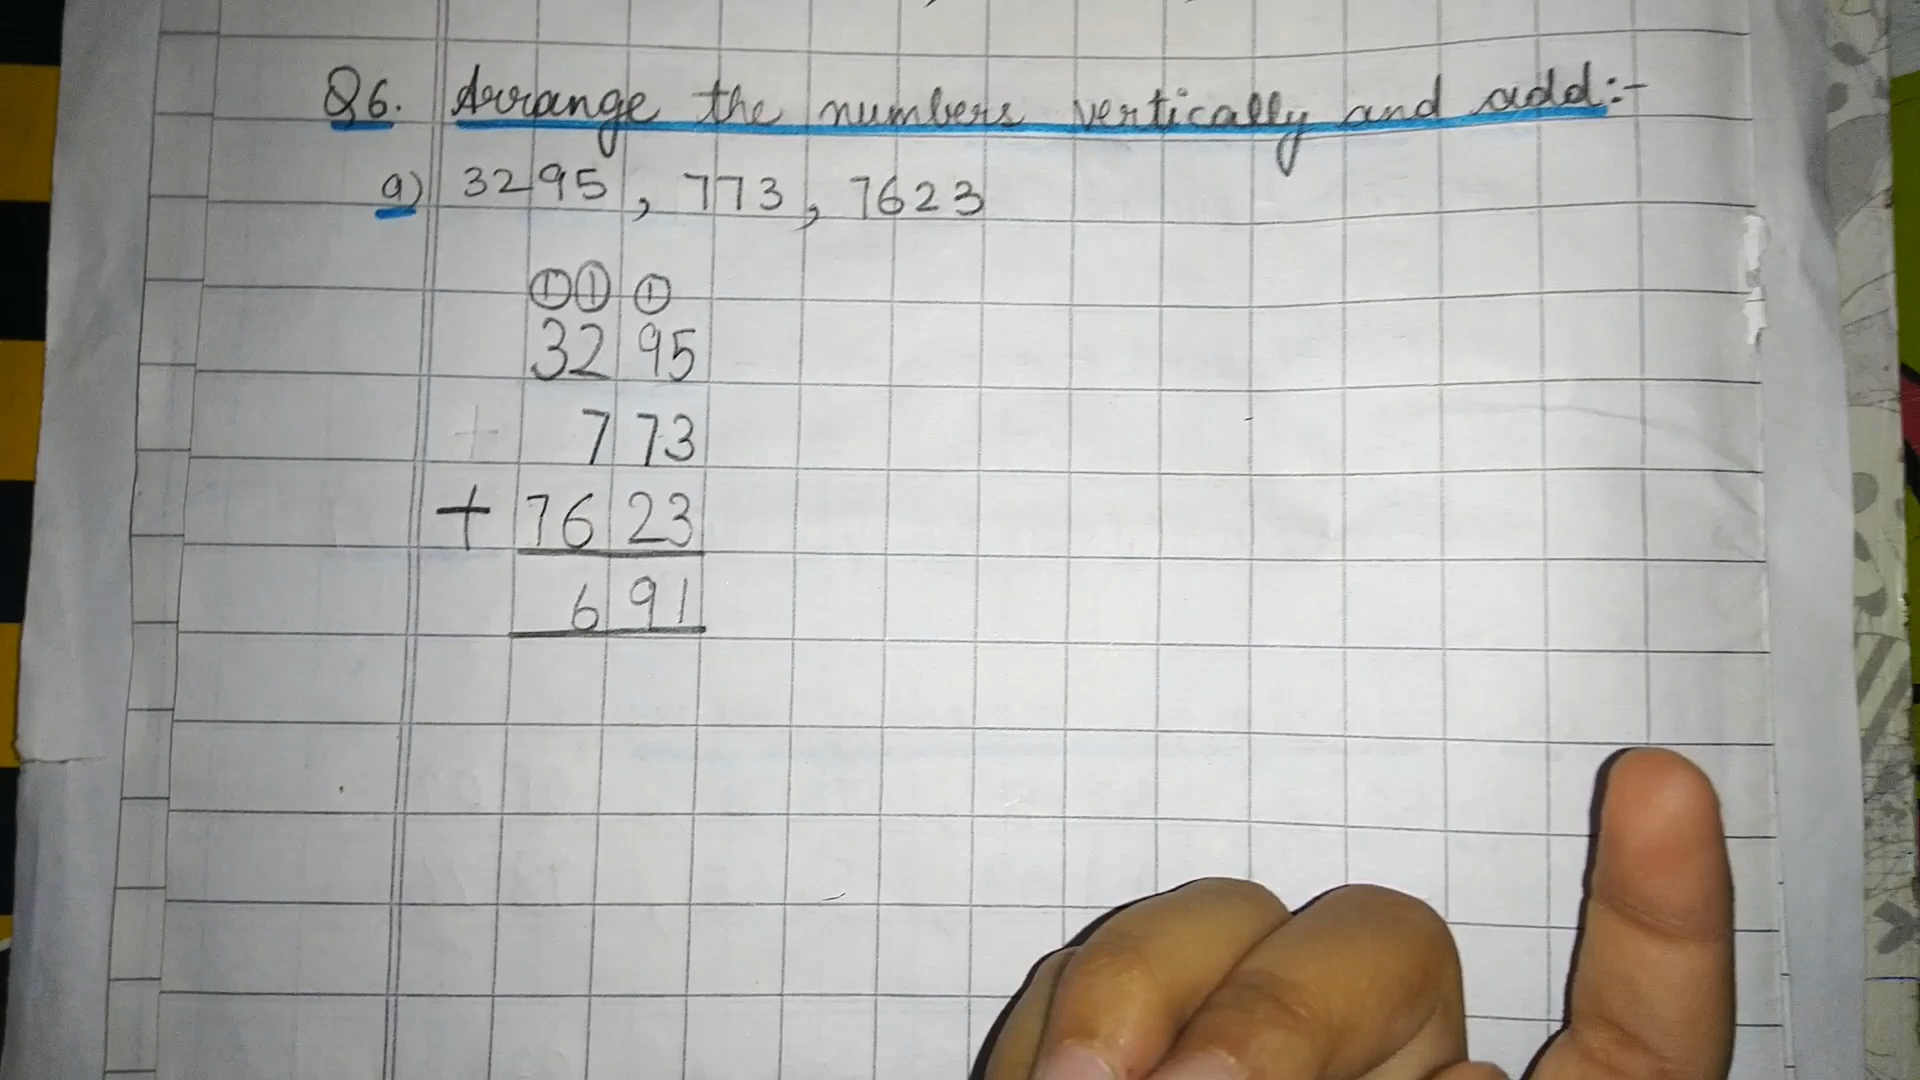 Q6. Arrange the numbers vertically and add:-
a) 3295, 773, 7623
① ① ①
3295
+ 773
+ 7623
691